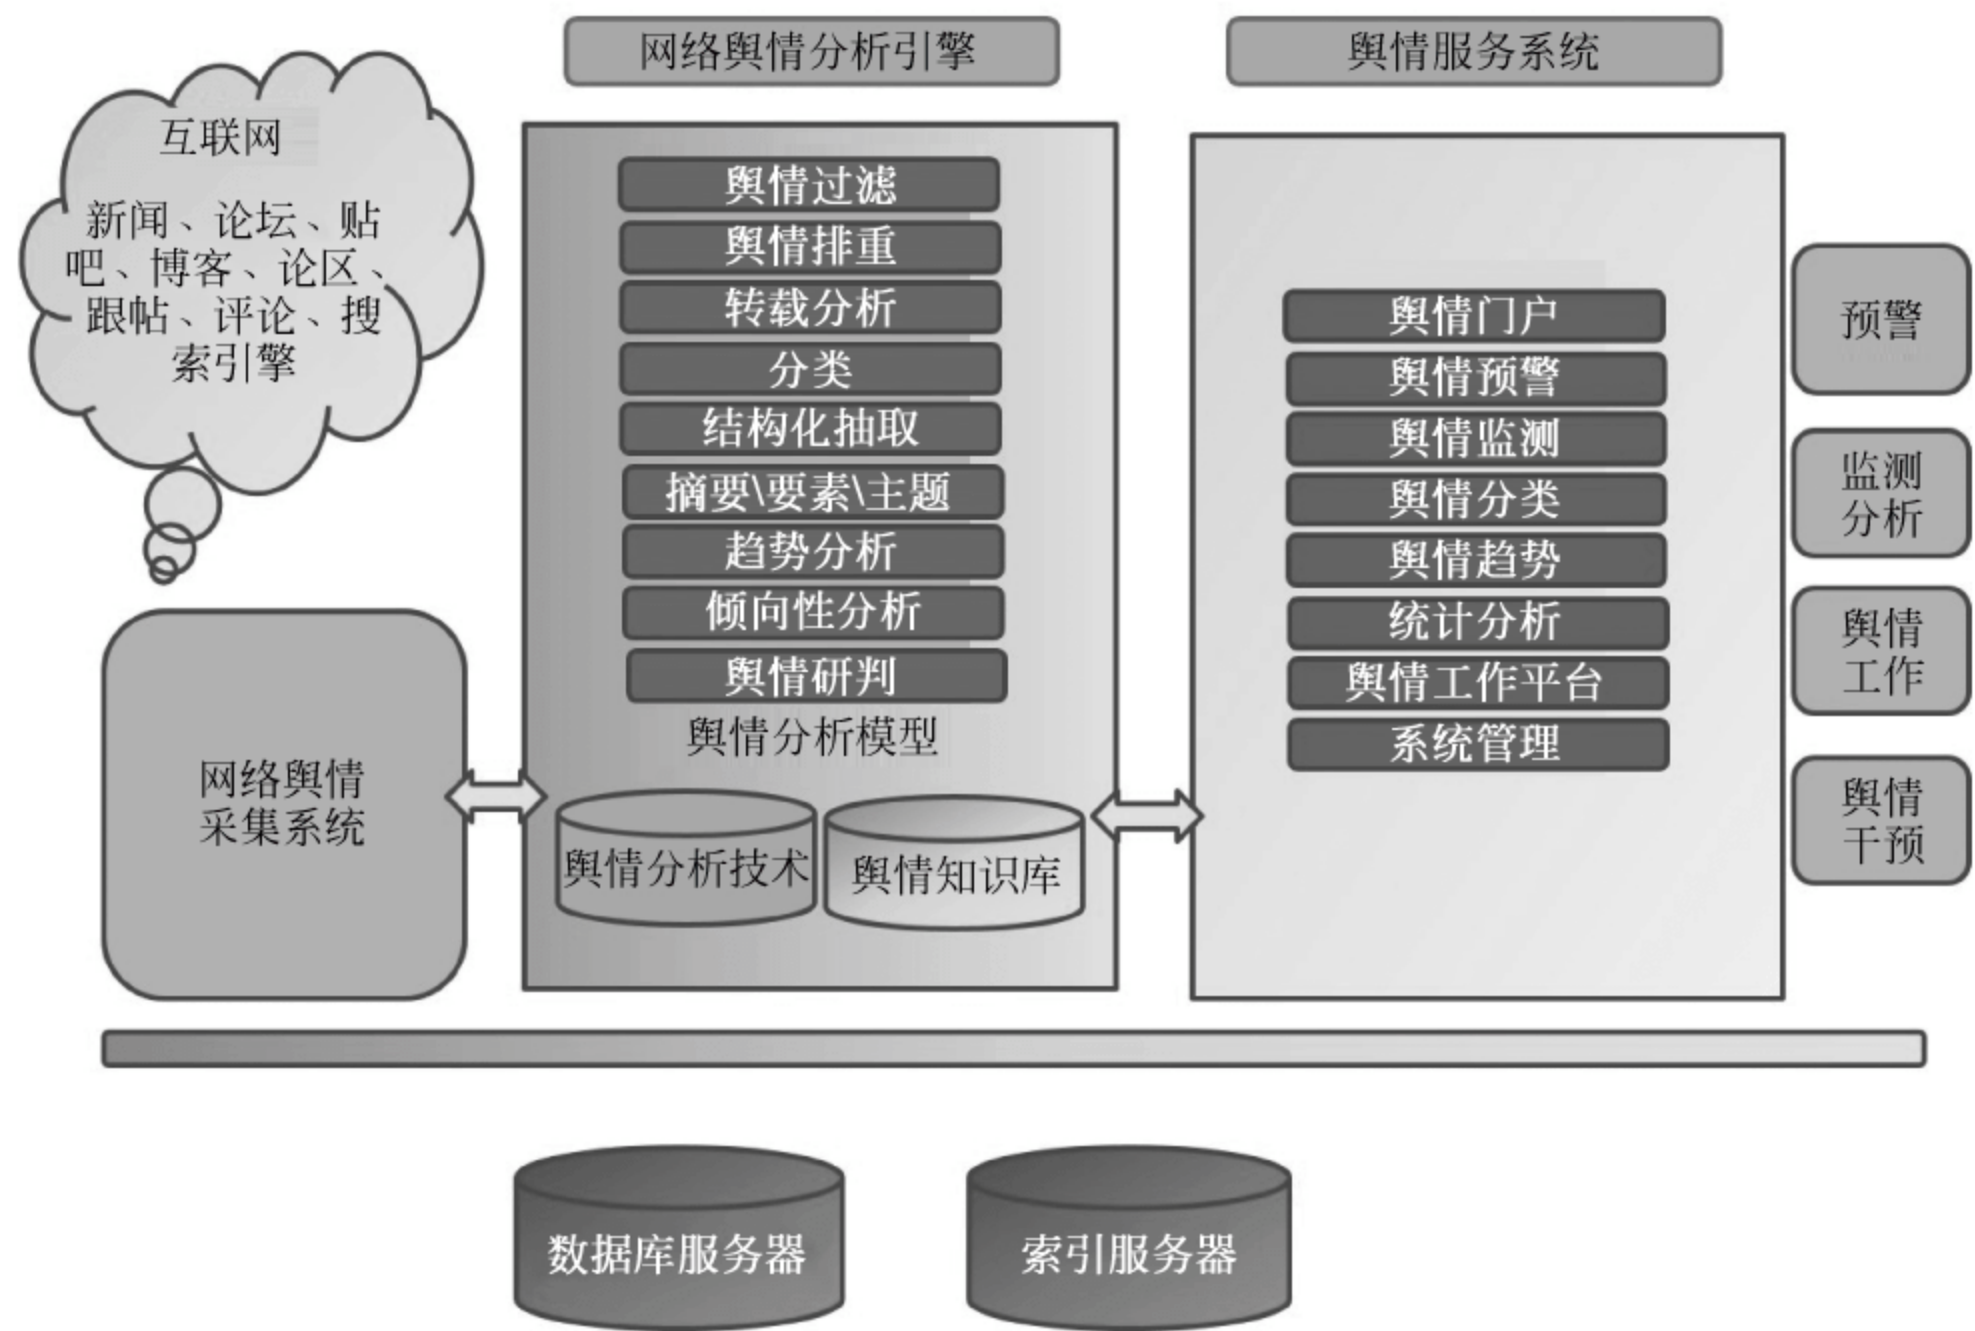 网络舆情分析引擎
舆情服务系统
互联网
新闻、论坛、贴
吧、博客、论区、
跟帖、评论、搜
索引擎
网络舆情
采集系统
舆情过滤
舆情排重
转载分析
分类
结构化抽取
摘要\要素\主题
趋势分析
倾向性分析
舆情研判
舆情分析模型
舆情分析技术
舆情知识库
舆情门户
舆情预警
舆情监测
舆情分类
舆情趋势
统计分析
舆情工作平台
系统管理
预警
监测
分析
舆情
工作
舆情
干预
数据库服务器
索引服务器